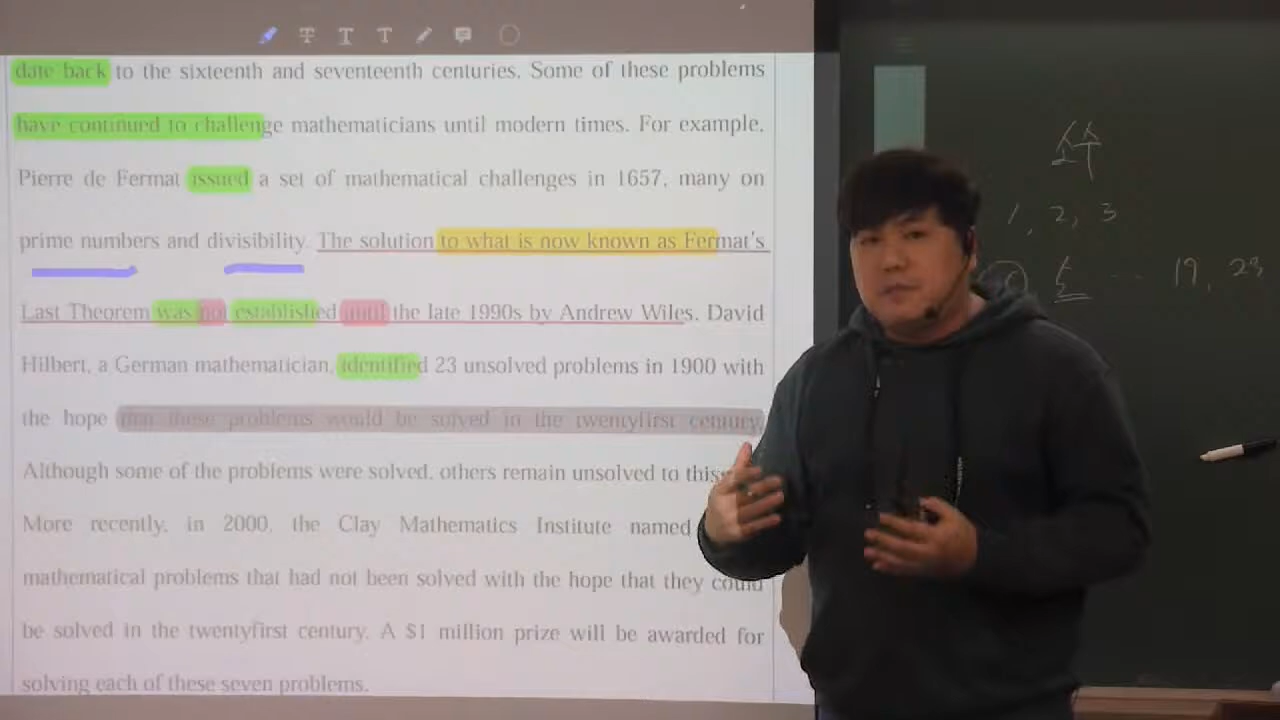 date back to the sixteenth and seventeenth centuries. Some of these problems
have continued to challenge mathematicians until modern times. For example,
Pierre de Fermat issued a set of mathematical challenges in 1657, many on
prime numbers and divisibility. The solution to what is now known as Fermat's
Last Theorem was not established until the late 1990s by Andrew Wiles. David
Hilbert, a German mathematician, identified 23 unsolved problems in 1900 with
the hope that these problems would be solved in the twentyfirst century.
Although some of the problems were solved, others remain unsolved to this
More recently, in 2000, the Clay Mathematics Institute named
mathematical problems that had not been solved with the hope that they could
be solved in the twentyfirst century. A $1 million prize will be awarded for
solving each of these seven problems.
소수
1, 2, 3
19, 23